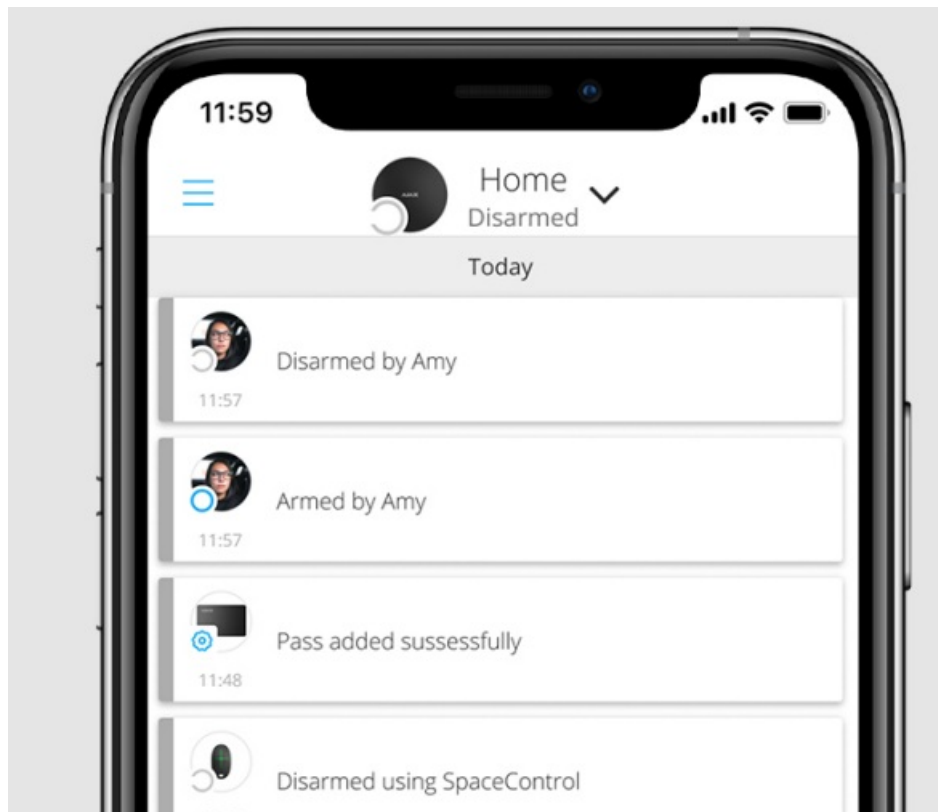 11:59
Home
Disarmed
Today
Disarmed by Amy
11:57
Armed by Amy
11:57
Pass added sussessfully
11:48
Disarmed using SpaceControl